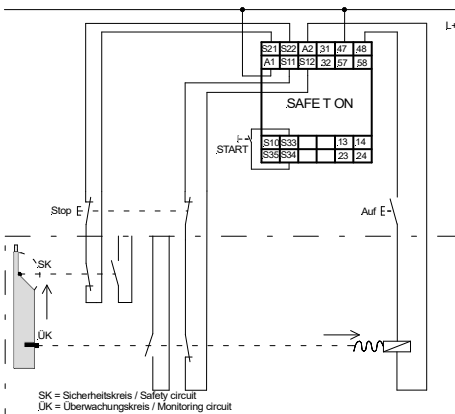 L+
S21 S22 A2 .31 .47 .48
A1 S11 S12 .32 .57 .58
SAFE T ON
START
S10 S33 .13 .14
S35 S34 .23 .24
Stop
Auf
SK
ÜK
SK = Sicherheitskreis / Safety circuit
ÜK = Überwachungskreis / Monitoring circuit